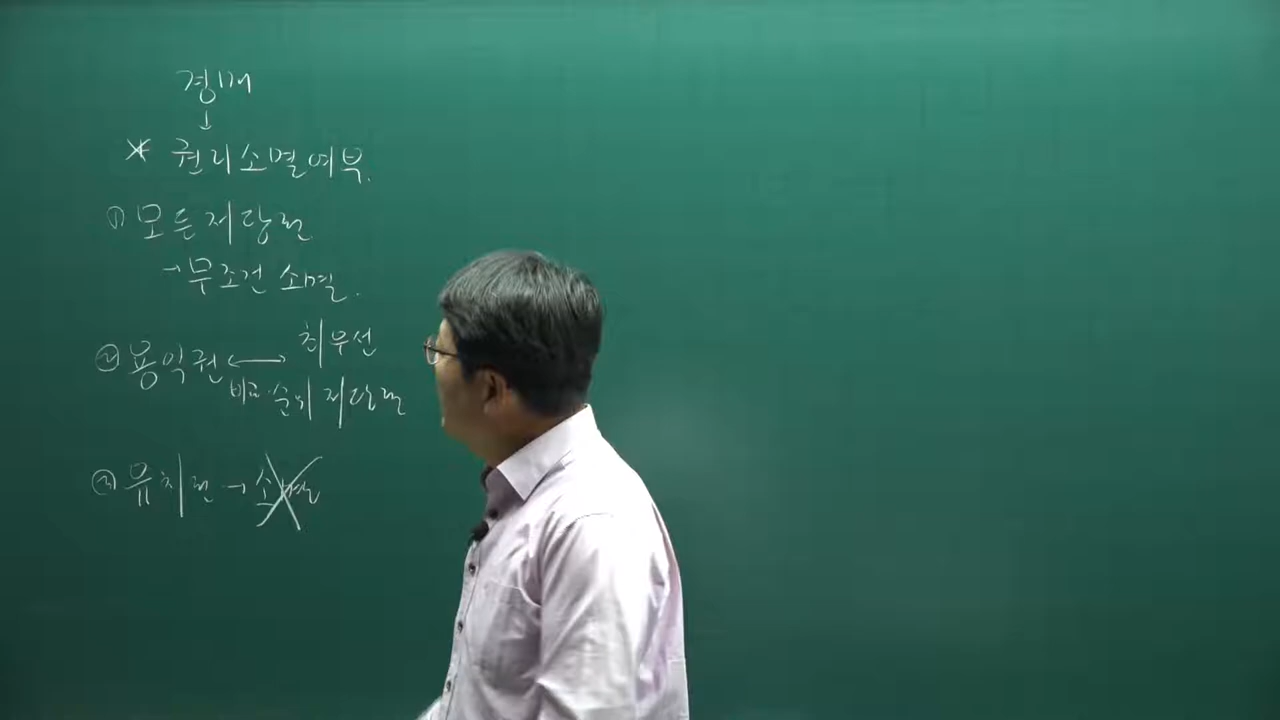 경매
↓
* 권리소멸여부.
① 모든 저당권
→ 무조건 소멸.
② 용익권 ↔ 최우선
비교 순위 저당권
③ 유치권 → 소멸